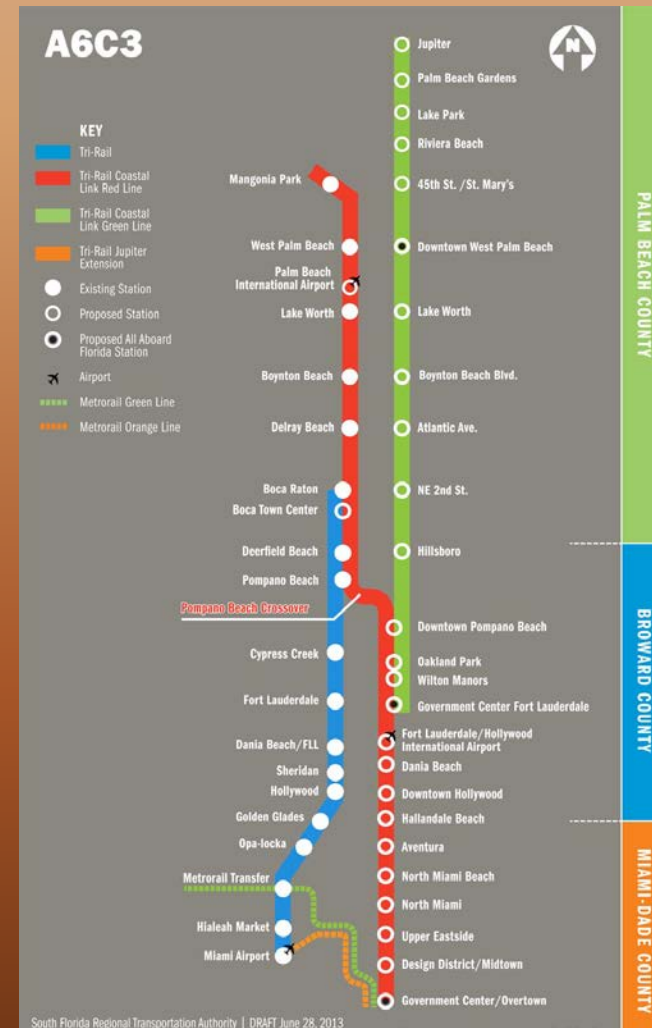 A6C3
N
KEY
Tri-Rail
Tri-Rail Coastal
Link Red Line
Tri-Rail Coastal
Link Green Line
Tri-Rail Jupiter
Extension
Existing Station
Proposed Station
Proposed All Aboard
Florida Station
Airport
Metrorail Green Line
Metrorail Orange Line
Mangonia Park
West Palm Beach
Palm Beach
International Airport
Lake Worth
Boynton Beach
Delray Beach
Boca Raton
Boca Town Center
Deerfield Beach
Pompano Beach
Pompano Beach Crossover
Cypress Creek
Fort Lauderdale
Dania Beach/FLL
Sheridan
Hollywood
Golden Glades
Opa-locka
Metrorail Transfer
Hialeah Market
Miami Airport
Jupiter
Palm Beach Gardens
Lake Park
Riviera Beach
45th St. /St. Mary's
Downtown West Palm Beach
Lake Worth
Boynton Beach Blvd.
Atlantic Ave.
NE 2nd St.
Hillsboro
Downtown Pompano Beach
Oakland Park
Wilton Manors
Government Center Fort Lauderdale
Fort Lauderdale/Hollywood
International Airport
Dania Beach
Downtown Hollywood
Hallandale Beach
Aventura
North Miami Beach
North Miami
Upper Eastside
Design District/Midtown
Government Center/Overtown
PALM BEACH COUNTY
BROWARD COUNTY
MIAMI-DADE COUNTY
South Florida Regional Transportation Authority | DRAFT June 28, 2013